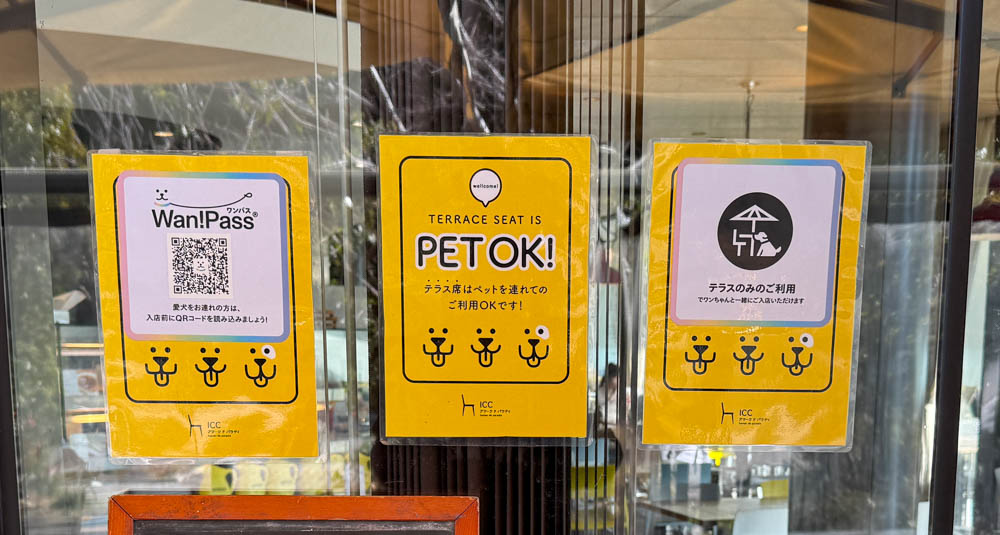 ワンパス
Wan!Pass®
愛犬をお連れの方は、
入店前にQRコードを読み込みましょう!
ICC
wellcome!
TERRACE SEAT IS
PET OK!
テラス席はペットを連れての
ご利用OKです!
ICC
テラスのみのご利用
でワンちゃんと一緒にご入店いただけます
ICC